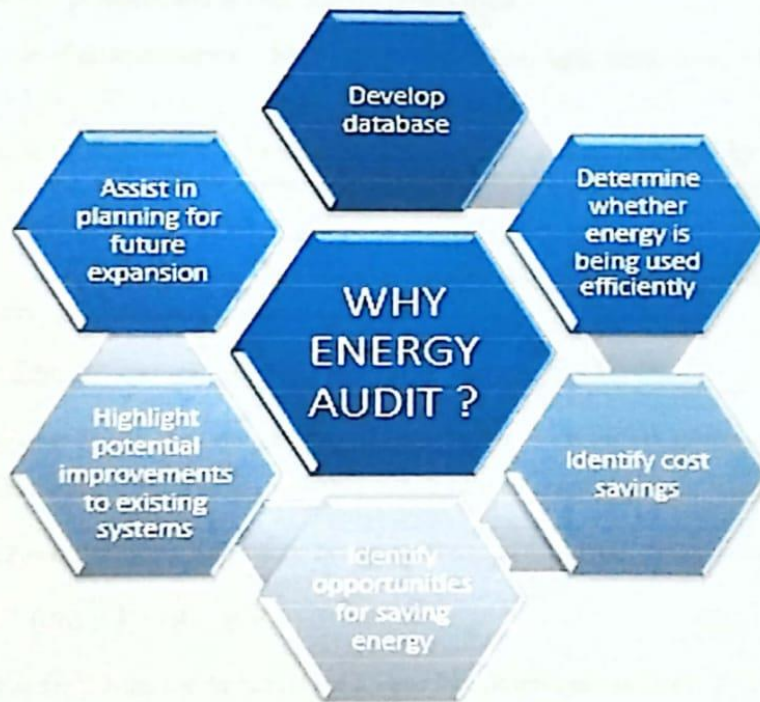 Develop
database
Determine
whether
energy is
being used
efficiently
Identify cost
savings
Identify
opportunities
for saving
energy
Highlight
potential
improvements
to existing
systems
Assist in
planning for
future
expansion
WHY
ENERGY
AUDIT ?